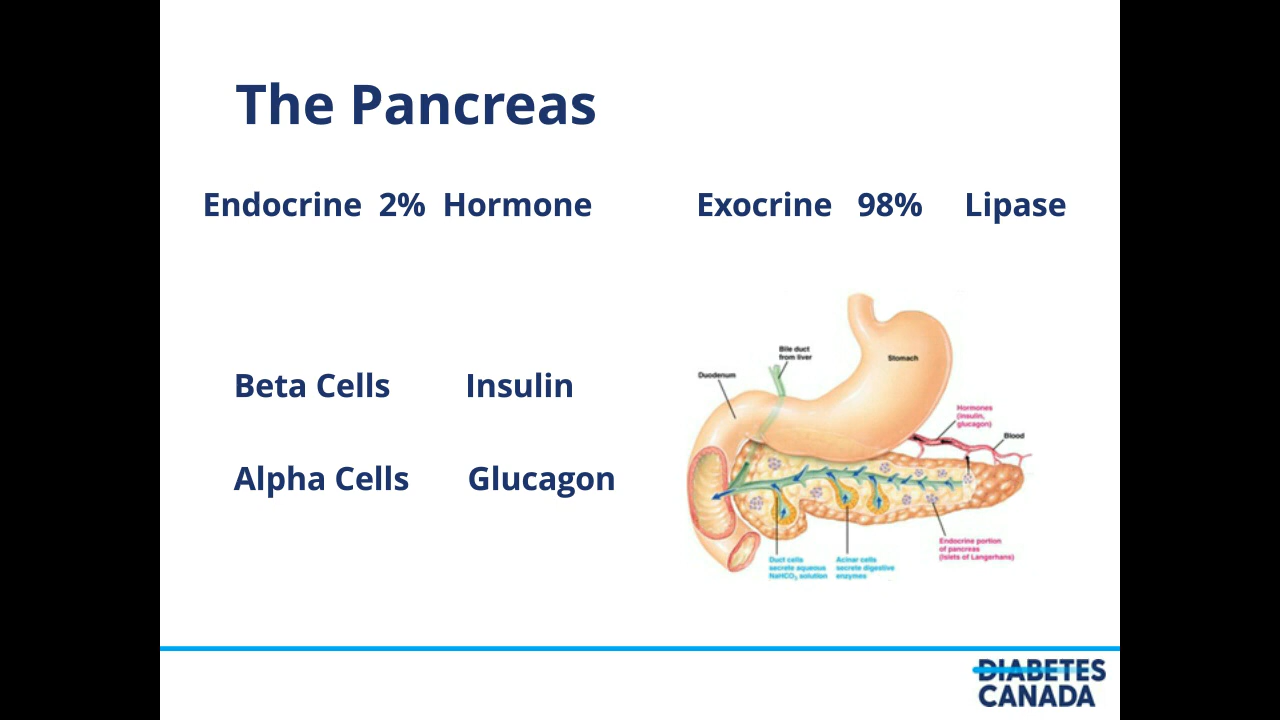 The Pancreas
Endocrine 2% Hormone
Exocrine 98% Lipase
Beta Cells Insulin
Alpha Cells Glucagon
Bile duct
from liver
Stomach
Duodenum
Hormones
(insulin,
glucagon)
Blood
Endocrine portion
of pancreas
(Islets of Langerhans)
Duct cells
secrete aqueous
NaHCO₃ solution
Acinar cells
secrete digestive
enzymes
DIABETES
CANADA